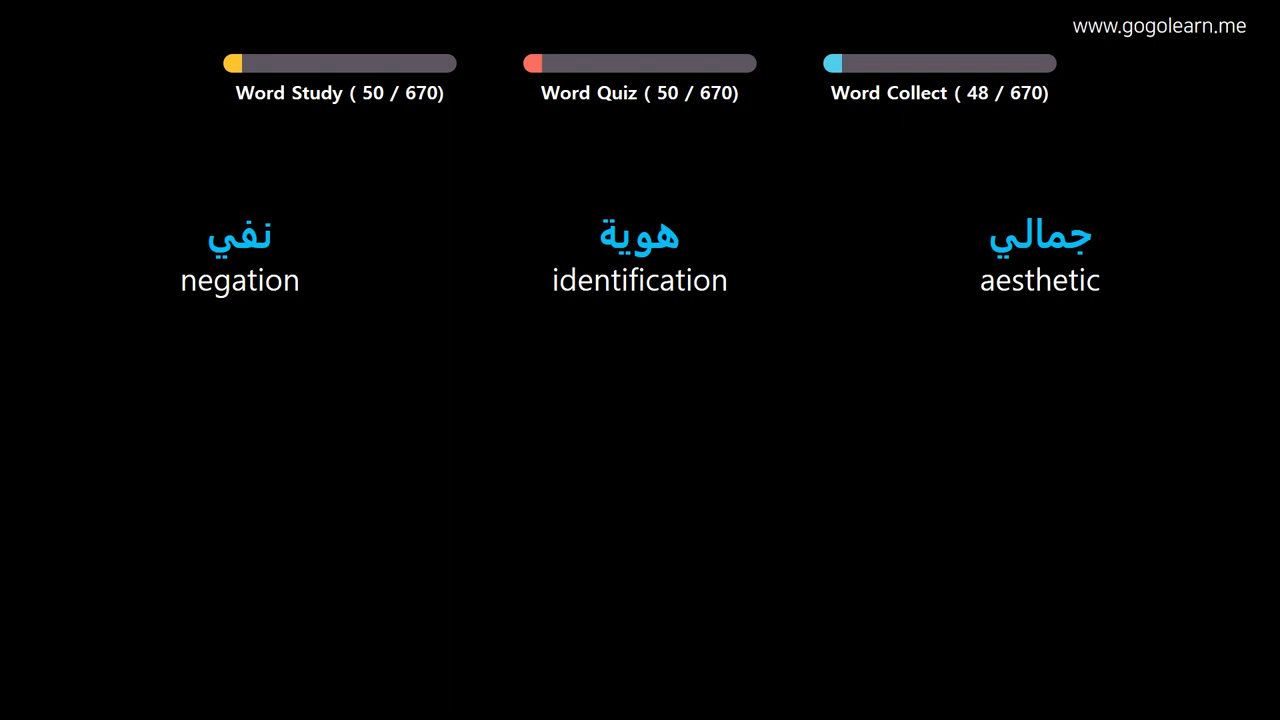 www.gogolearn.me
Word Study ( 50 / 670)
Word Quiz ( 50 / 670)
Word Collect ( 48 / 670)
نفي
negation
هوية
identification
جمالي
aesthetic